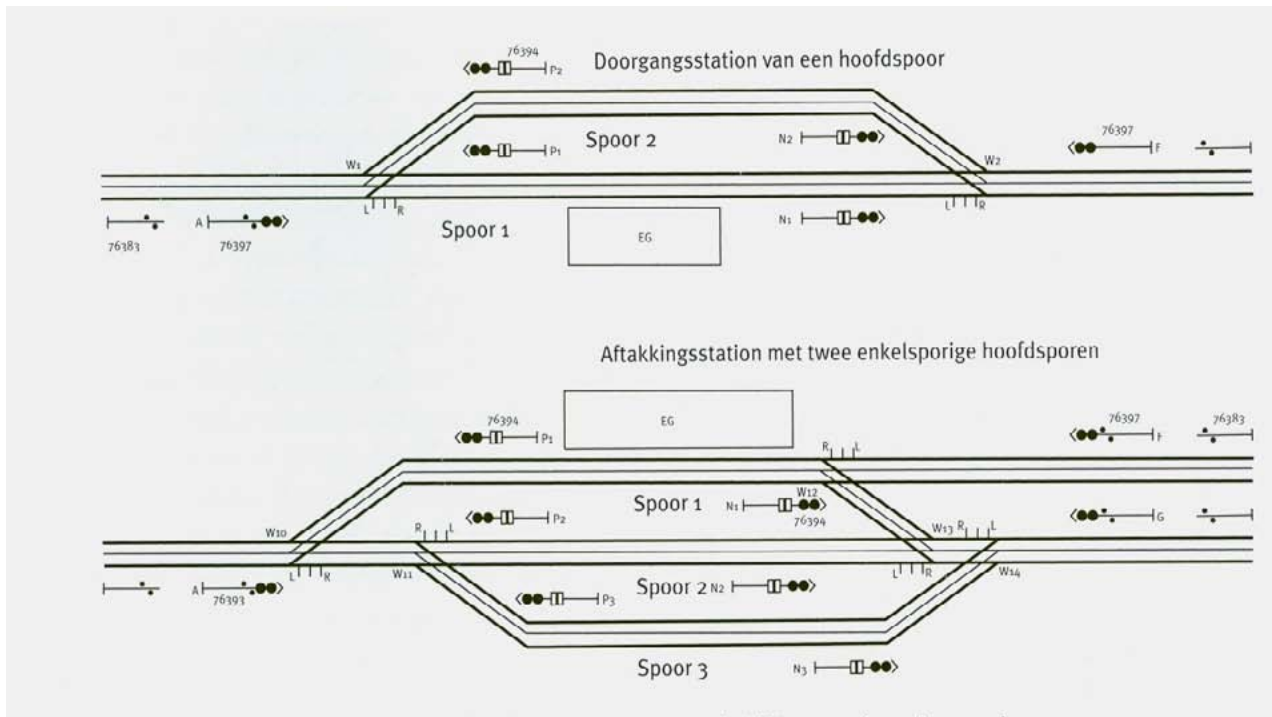 76394
P2
Doorgangsstation van een hoofdspoor
P1
Spoor 2
N2
76397
F
W1
W2
L R
L R
A
76383
76397
Spoor 1
EG
N1
Aftakkingsstation met twee enkelsporige hoofdsporen
76394
P1
EG
76397
F
76383
R L
Spoor 1
N1
W12
76394
P2
G
W10
R L
W13
R L
L R
W11
L R
W14
A
76393
P3
Spoor 2
N2
Spoor 3
N3